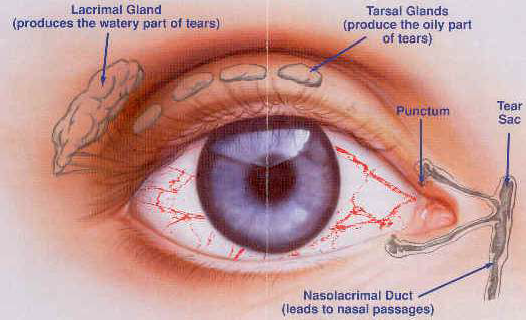 Lacrimal Gland
(produces the watery part of tears)
Tarsal Glands
(produce the oily part
of tears)
Punctum
Tear
Sac
Nasolacrimal Duct
(leads to nasal passages)